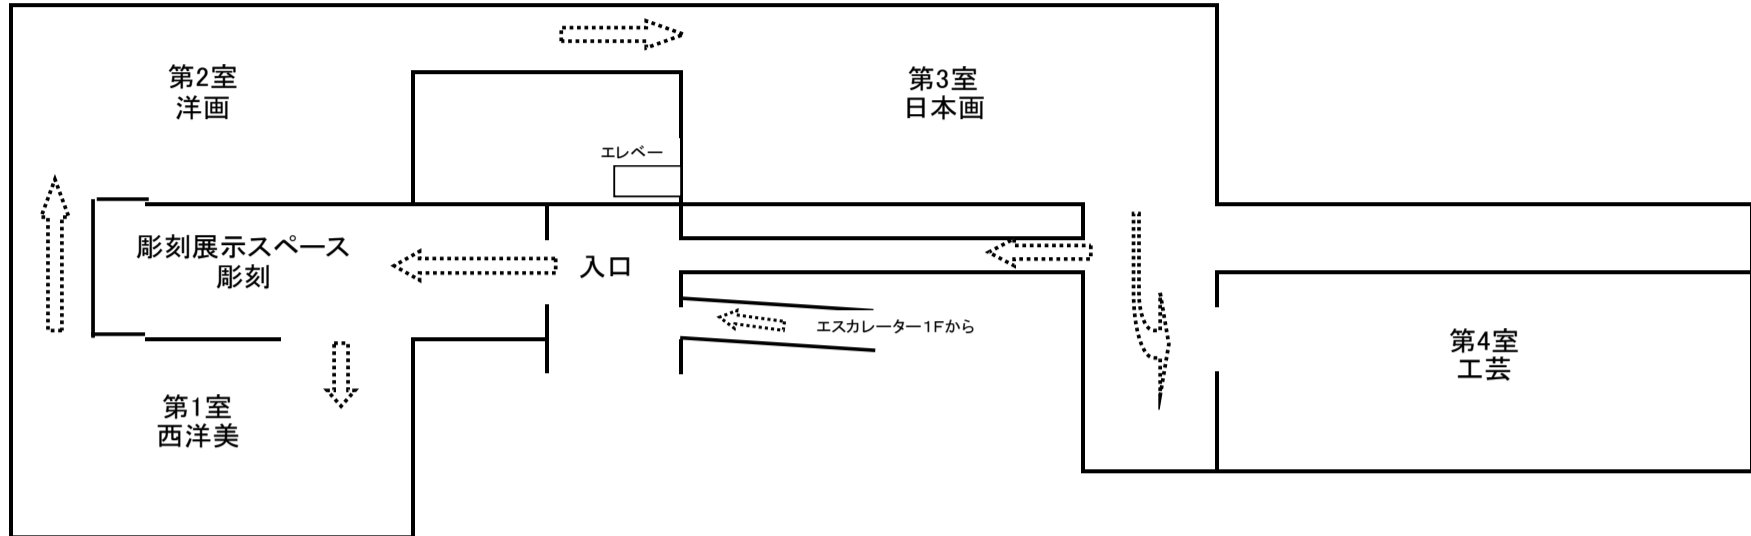 第2室
洋画
第3室
日本画
エレベー
彫刻展示スペース
彫刻
入口
エスカレーター1Fから
第4室
工芸
第1室
西洋美